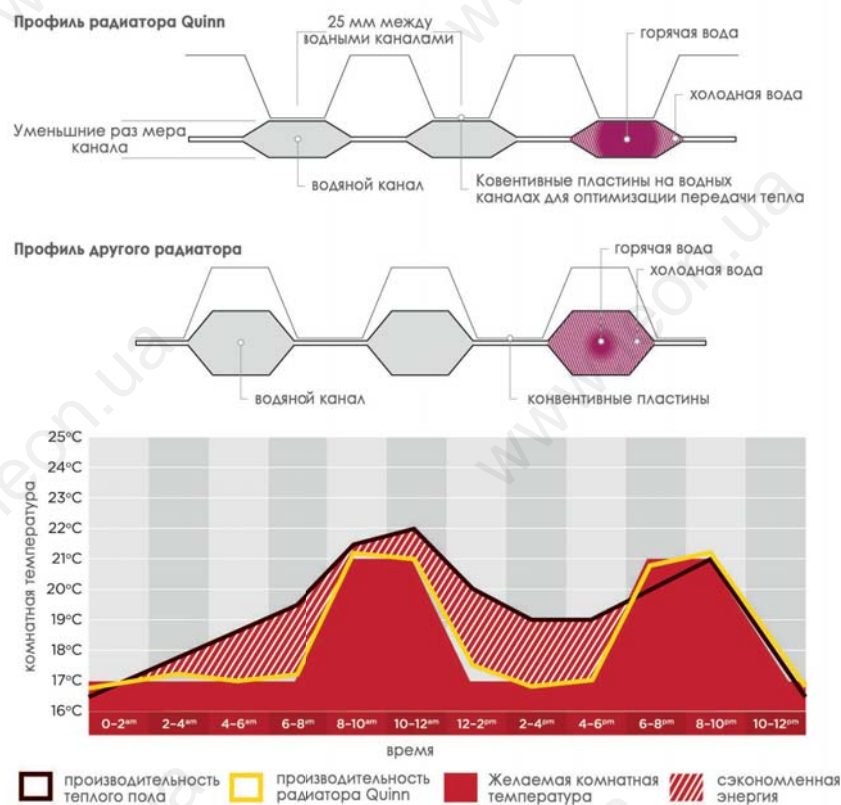 Профиль радиатора Quinn
25 мм между
водными каналами
горячая вода
холодная вода
Уменьшние раз мера
канала
водяной канал
Ковентивные пластины на водных
каналах для оптимизации передачи тепла
Профиль другого радиатора
горячая вода
холодная вода
водяной канал
конвентивные пластины
25°C
24°C
23°C
22°C
21°C
20°C
19°C
18°C
17°C
16°C
комнатная температура
0-2am 2-4am 4-6am 6-8am 8-10am 10-12am 12-2pm 2-4pm 4-6pm 6-8pm 8-10pm 10-12pm
время
производительность
теплого пола
производительность
радиатора Quinn
Желаемая комнатная
температура
сэкономленная
энергия